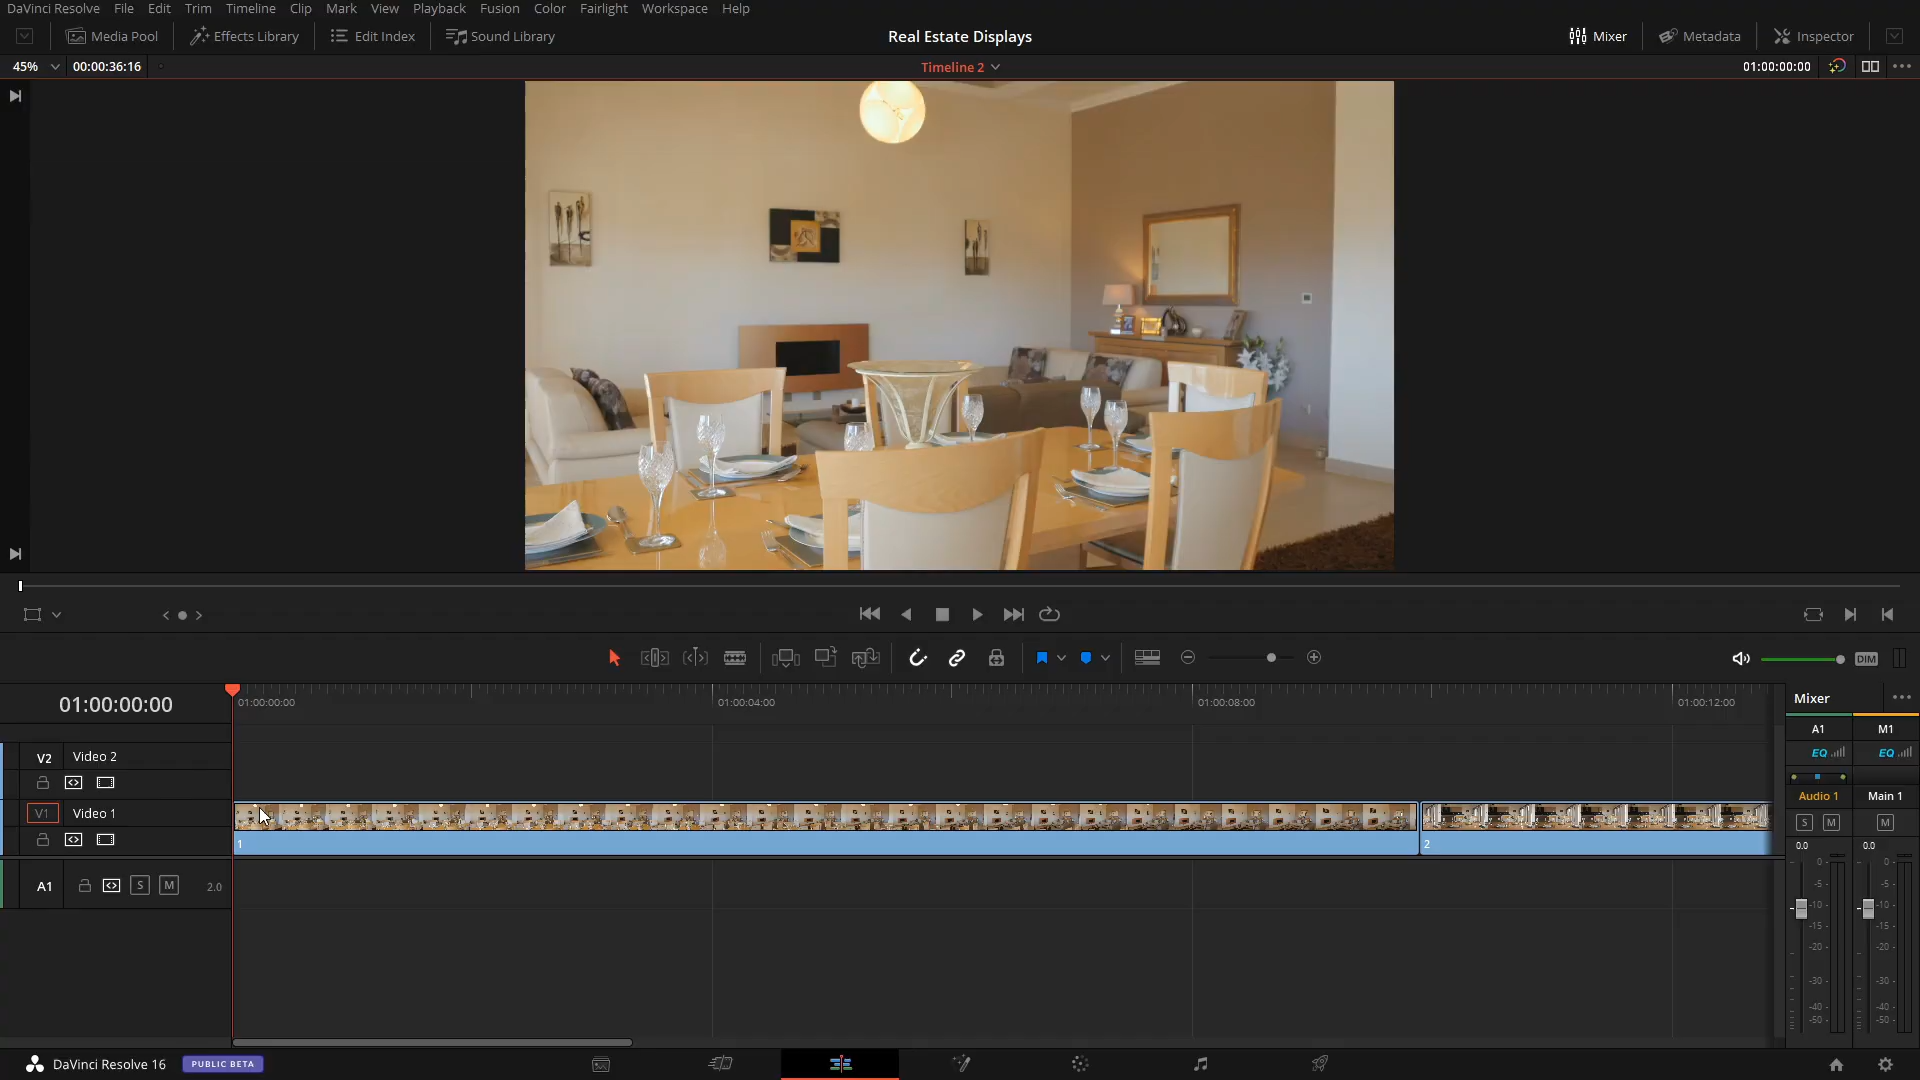 DaVinci Resolve File Edit Trim Timeline Clip Mark View Playback Fusion Color Fairlight Workspace Help
Media Pool Effects Library Edit Index Sound Library Real Estate Displays Mixer Metadata Inspector
45% 00:00:36:16 Timeline 2 01:00:00:00
DIM
01:00:00:00 01:00:00:00 01:00:04:00 01:00:08:00 01:00:12:00 Mixer
A1 M1
V2 Video 2 EQ EQ
V1 Video 1 Audio 1 Main 1
S M M
1 2 0.0 0.0
A1 S M 2.0
0 0
-5 -5
-10 -10
-15 -15
-20 -20
-30 -30
-40 -40
-50 -50
DaVinci Resolve 16 PUBLIC BETA